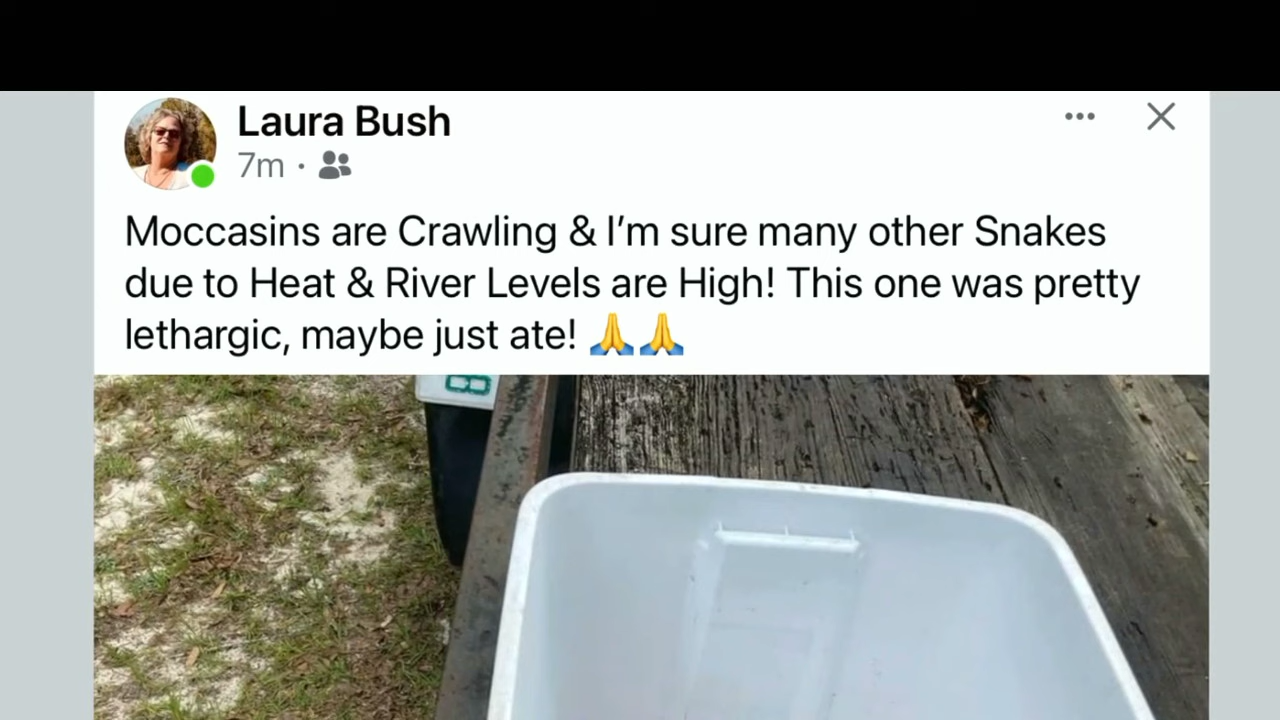 Laura Bush
7m ·
Moccasins are Crawling & I'm sure many other Snakes
due to Heat & River Levels are High! This one was pretty
lethargic, maybe just ate! 🙏🙏